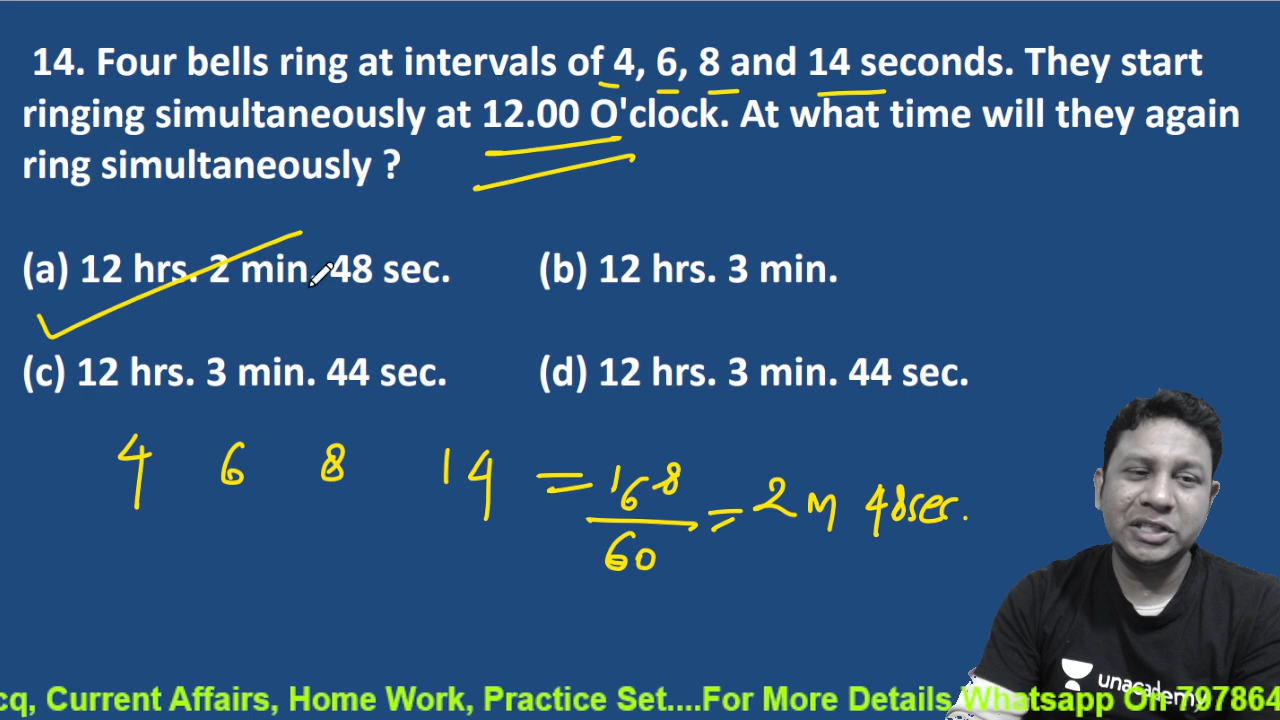 14. Four bells ring at intervals of 4, 6, 8 and 14 seconds. They start
ringing simultaneously at 12.00 O'clock. At what time will they again
ring simultaneously ?
(a) 12 hrs. 2 min. 48 sec. (b) 12 hrs. 3 min.
(c) 12 hrs. 3 min. 44 sec. (d) 12 hrs. 3 min. 44 sec.
4 6 8 14 = 168/60 = 2 m 48 sec.
unacademy
cq, Current Affairs, Home Work, Practice Set....For More Details Whatsapp On 797864